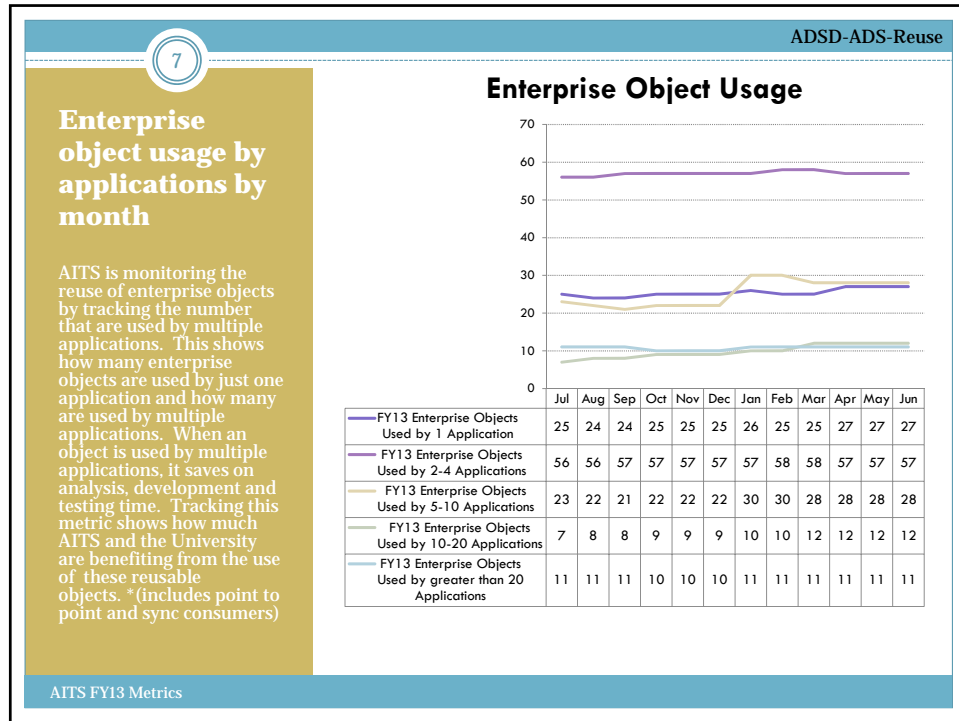 ADSD-ADS-Reuse
7
Enterprise
object usage by
applications by
month
AITS is monitoring the
reuse of enterprise objects
by tracking the number
that are used by multiple
applications. This shows
how many enterprise
objects are used by just one
application and how many
are used by multiple
applications. When an
object is used by multiple
applications, it saves on
analysis, development and
testing time. Tracking this
metric shows how much
AITS and the University
are benefiting from the use
of these reusable
objects. *(includes point to
point and sync consumers)
Enterprise Object Usage
70
60
50
40
30
20
10
0
Jul Aug Sep Oct Nov Dec Jan Feb Mar Apr May Jun
FY13 Enterprise Objects
Used by 1 Application
25 24 24 25 25 25 26 25 25 27 27 27
FY13 Enterprise Objects
Used by 2-4 Applications
56 56 57 57 57 57 57 58 58 57 57 57
FY13 Enterprise Objects
Used by 5-10 Applications
23 22 21 22 22 22 30 30 28 28 28 28
FY13 Enterprise Objects
Used by 10-20 Applications
7 8 8 9 9 9 10 10 12 12 12 12
FY13 Enterprise Objects
Used by greater than 20
Applications
11 11 11 10 10 10 11 11 11 11 11 11
AITS FY13 Metrics